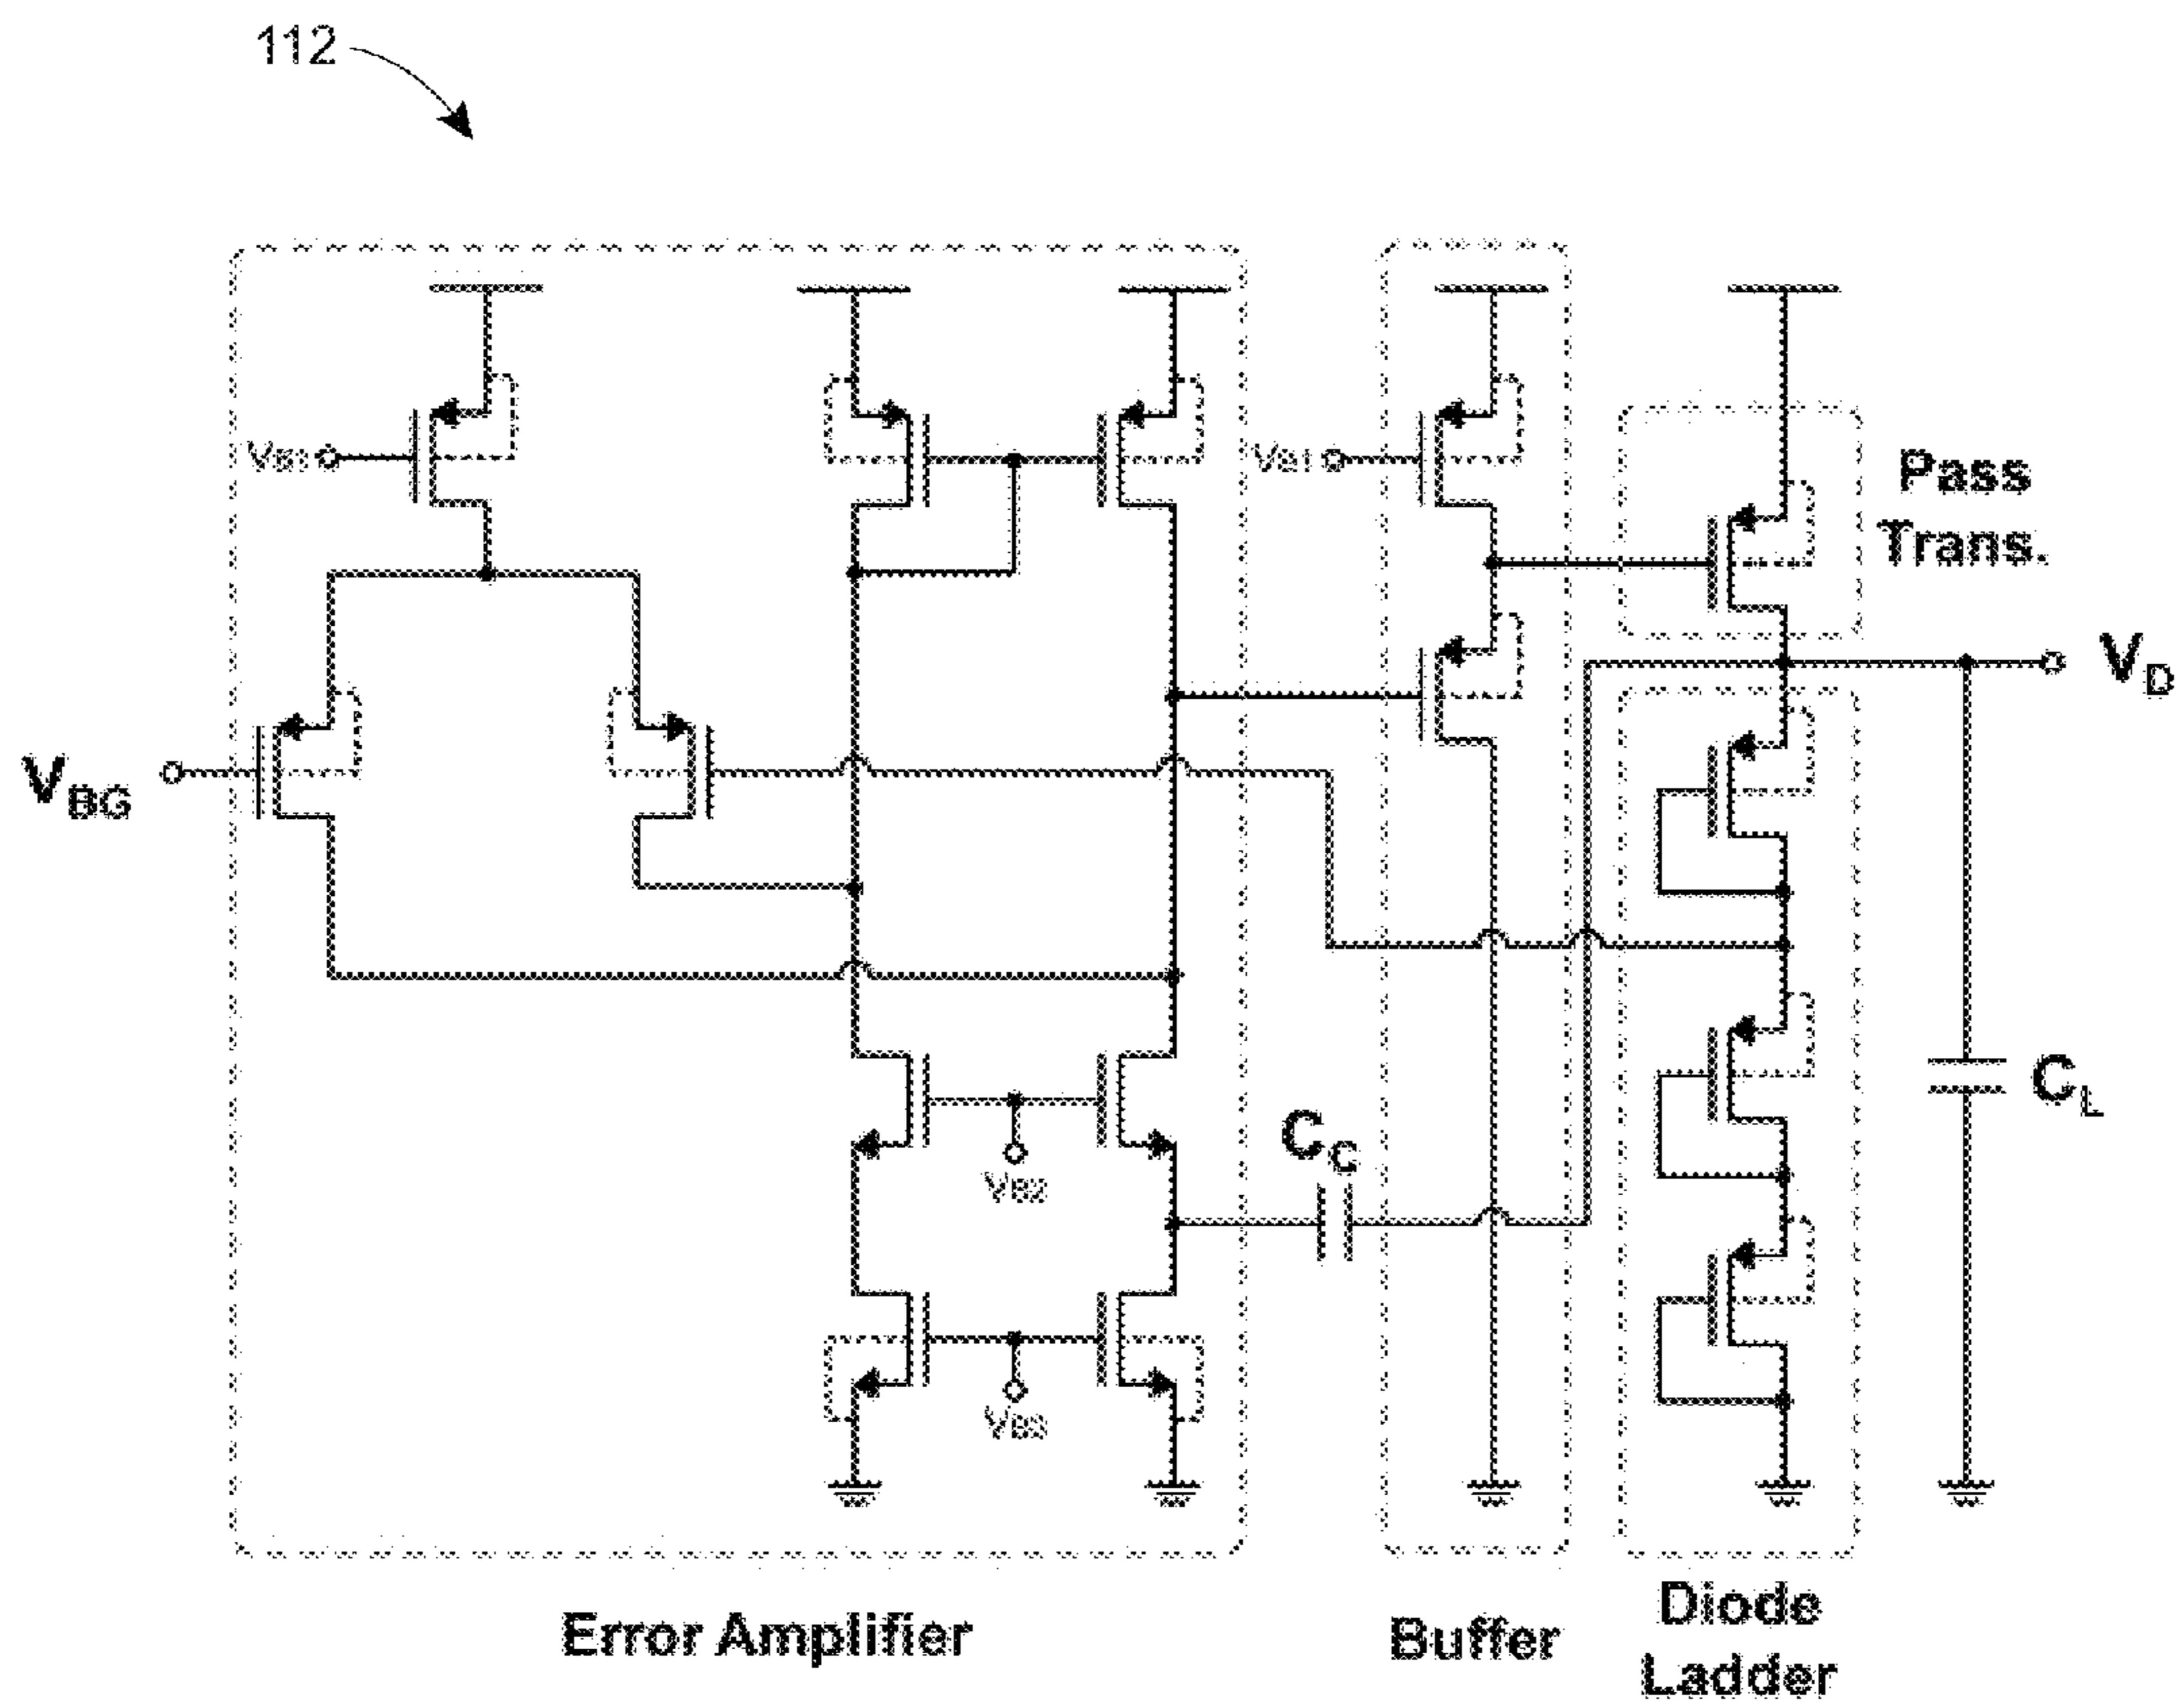 112
VB1
VB1
Pass
Trans.
VD
VBG
CC
CL
VB2
VB3
Error Amplifier
Buffer
Diode
Ladder